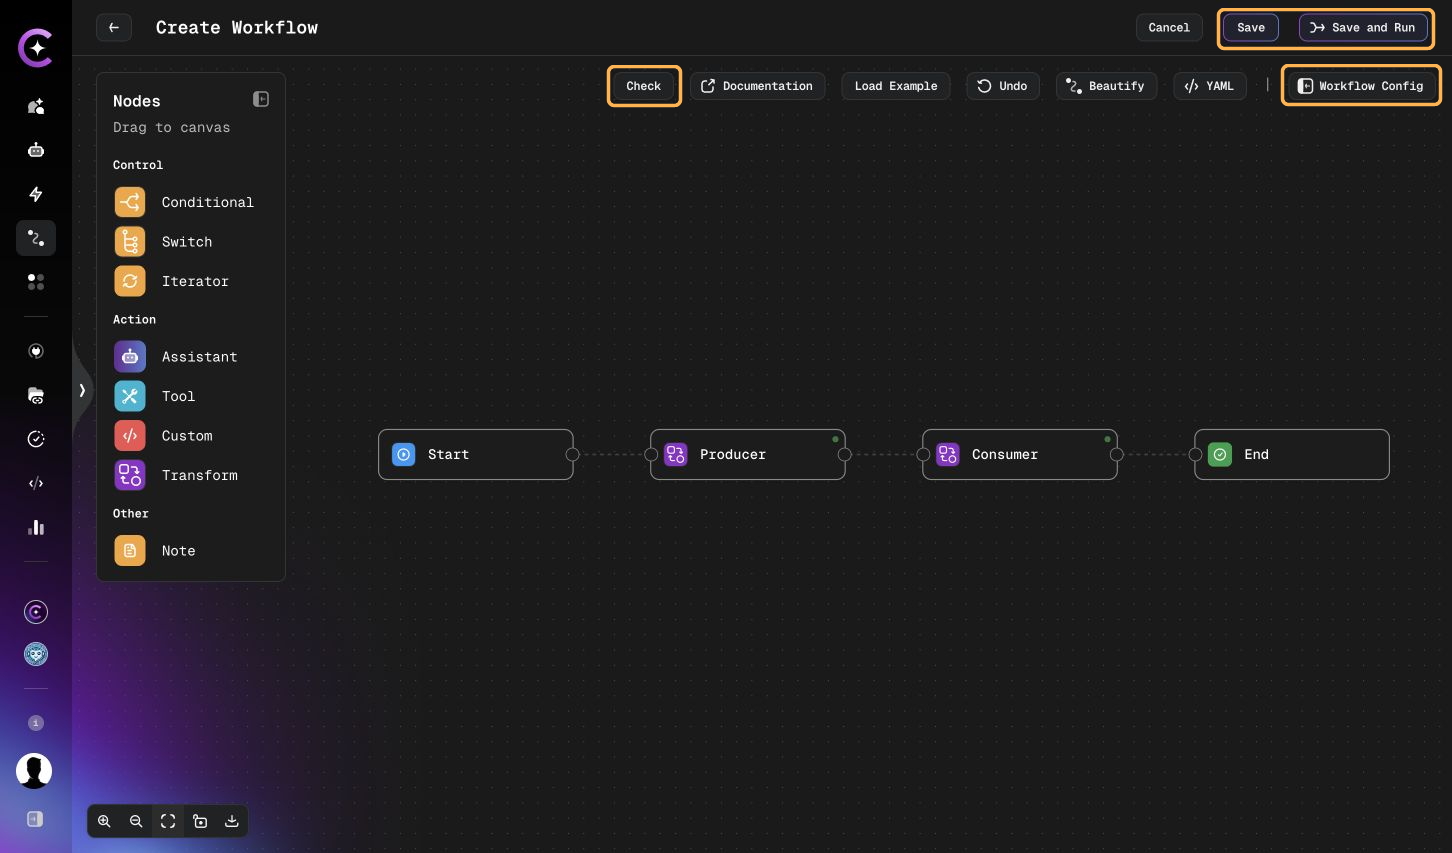 Create Workflow
Cancel
Save
Save and Run
Check
Documentation
Load Example
Undo
Beautify
YAML
Workflow Config
Nodes
Drag to canvas
Control
Conditional
Switch
Iterator
Action
Assistant
Tool
Custom
Transform
Other
Note
Start
Producer
Consumer
End